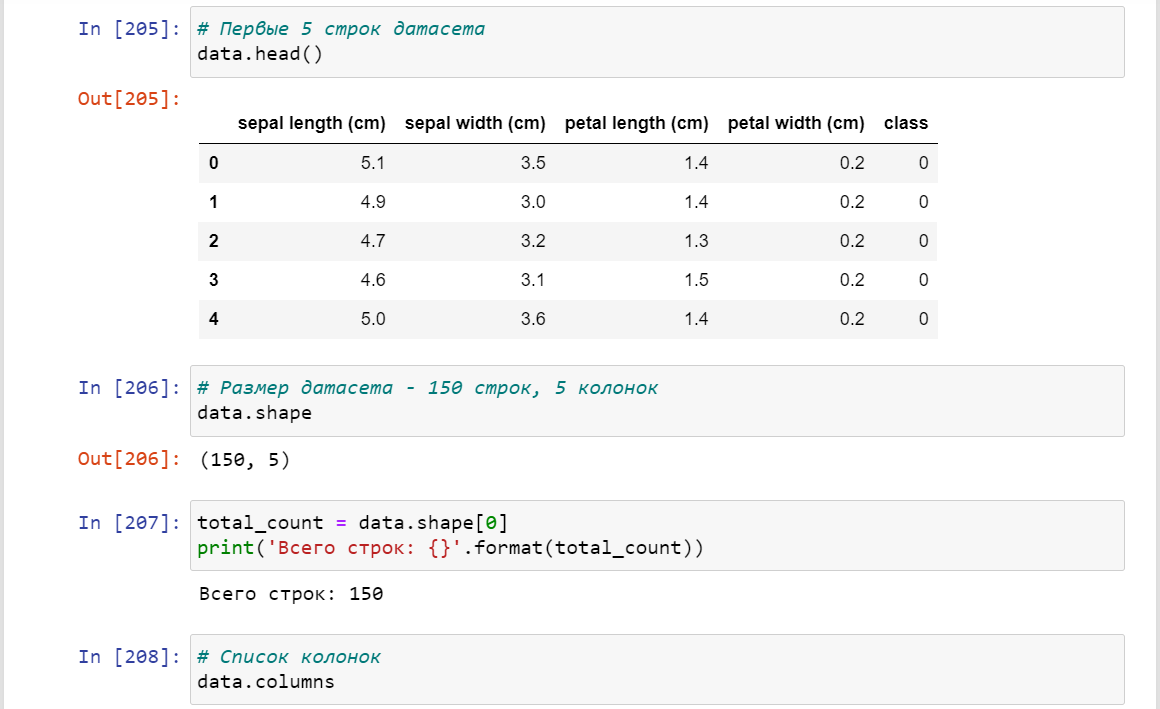 In [205]: # Первые 5 строк датасета
data.head()
Out[205]:
sepal length (cm) sepal width (cm) petal length (cm) petal width (cm) class
0 5.1 3.5 1.4 0.2 0
1 4.9 3.0 1.4 0.2 0
2 4.7 3.2 1.3 0.2 0
3 4.6 3.1 1.5 0.2 0
4 5.0 3.6 1.4 0.2 0
In [206]: # Размер датасета - 150 строк, 5 колонок
data.shape
Out[206]: (150, 5)
In [207]: total_count = data.shape[0]
print('Всего строк: {}'.format(total_count))
Всего строк: 150
In [208]: # Список колонок
data.columns